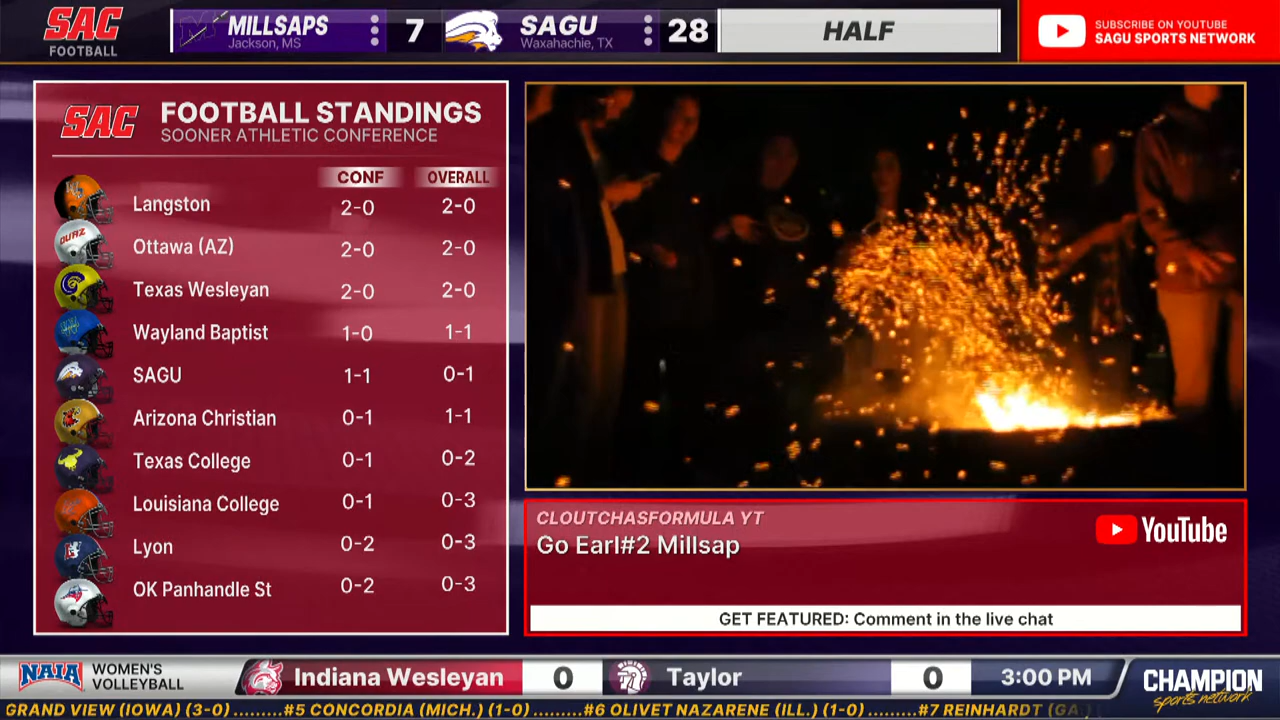 SAC
FOOTBALL
MILLSAPS
Jackson, MS
7
SAGU
Waxahachie, TX
28
HALF
SUBSCRIBE ON YOUTUBE
SAGU SPORTS NETWORK
SAC
FOOTBALL STANDINGS
SOONER ATHLETIC CONFERENCE
CONF OVERALL
Langston 2-0 2-0
Ottawa (AZ) 2-0 2-0
Texas Wesleyan 2-0 2-0
Wayland Baptist 1-0 1-1
SAGU 1-1 0-1
Arizona Christian 0-1 1-1
Texas College 0-1 0-2
Louisiana College 0-1 0-3
Lyon 0-2 0-3
OK Panhandle St 0-2 0-3
CLOUTCHASFORMULA YT
Go Earl#2 Millsap
YouTube
GET FEATURED: Comment in the live chat
NAIA
WOMEN'S
VOLLEYBALL
Indiana Wesleyan 0
Taylor 0
3:00 PM
CHAMPION
sports network
GRAND VIEW (IOWA) (3-0) .........#5 CONCORDIA (MICH.) (1-0) .........#6 OLIVET NAZARENE (ILL.) (1-0) .........#7 REINHARDT (GA